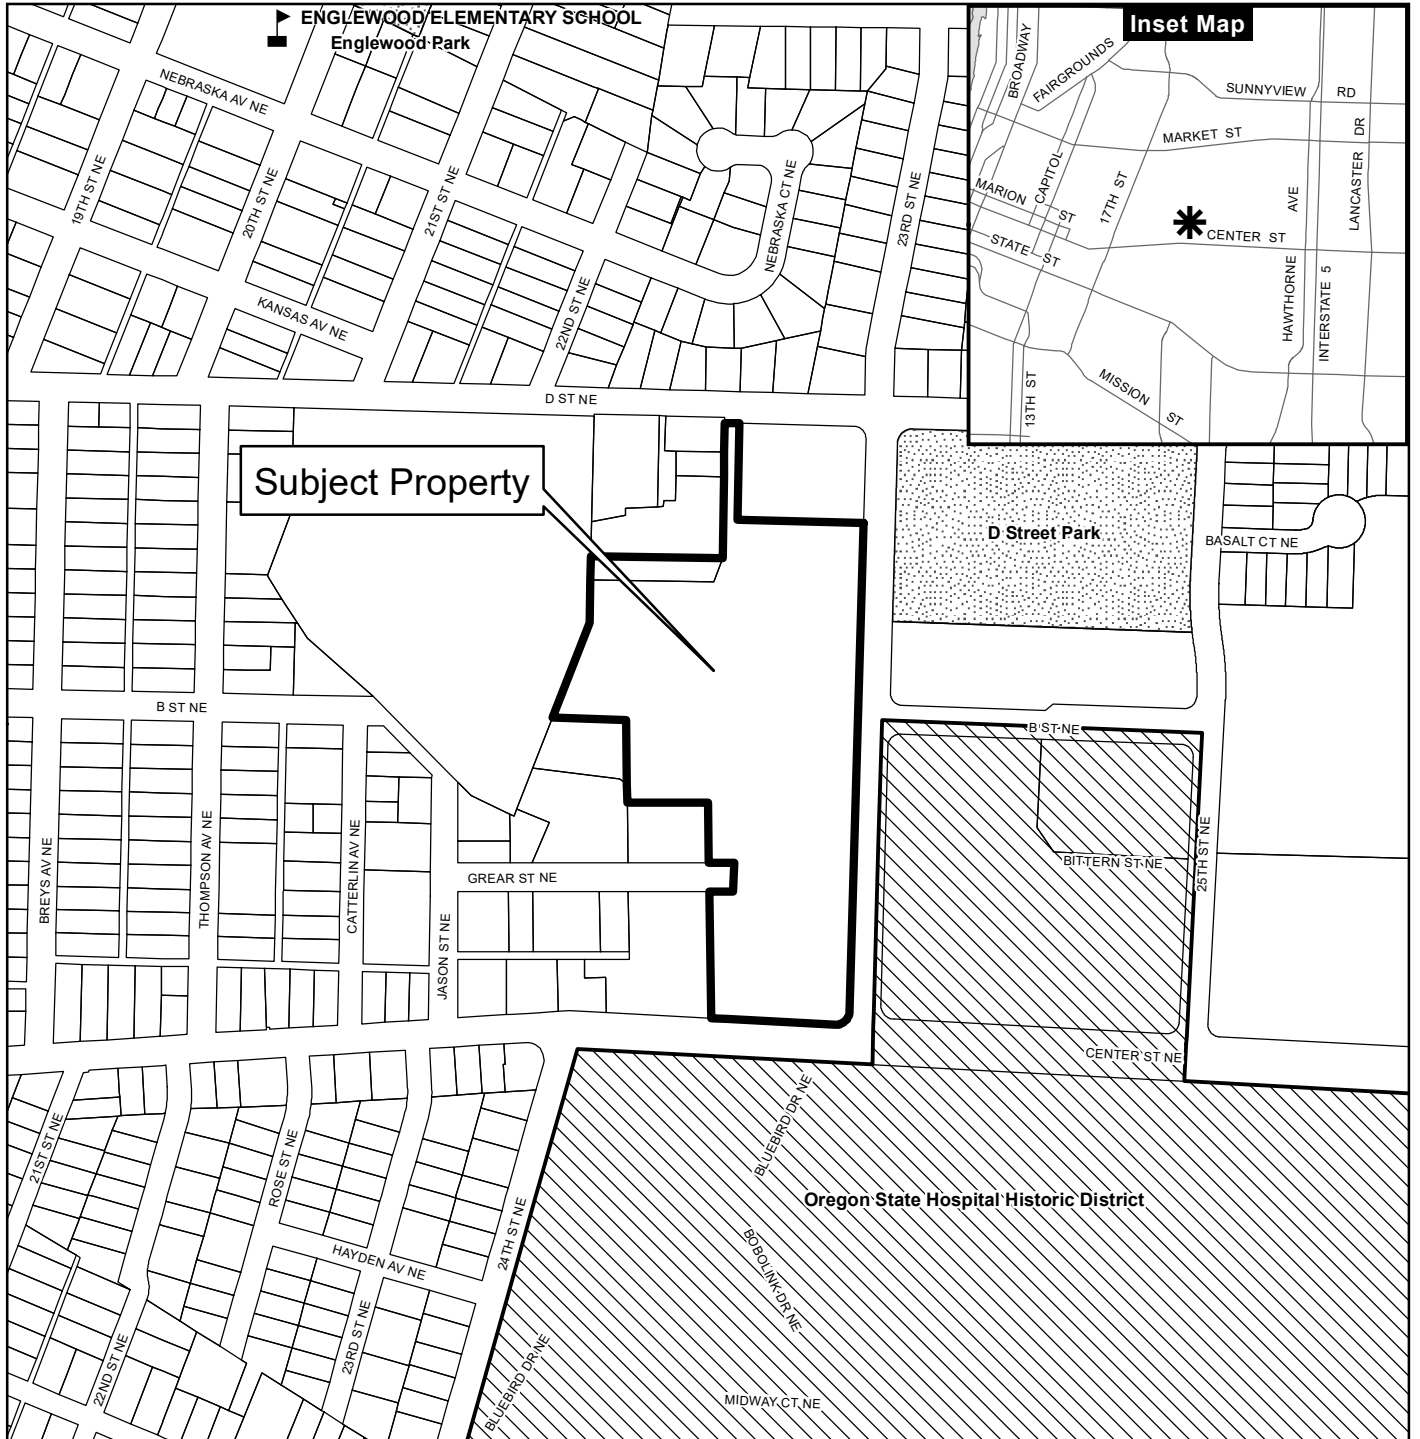 ENGLEWOOD ELEMENTARY SCHOOL
Englewood Park
Inset Map
BROADWAY
FAIRGROUNDS
SUNNYVIEW RD
MARKET ST
LANCASTER DR
CAPITOL
17TH ST
MARION ST
AVE
STATE ST
CENTER ST
HAWTHORNE
INTERSTATE 5
MISSION ST
13TH ST
NEBRASKA AV NE
19TH ST NE
20TH ST NE
21ST ST NE
NEBRASKA CT NE
23RD ST NE
KANSAS AV NE
22ND ST NE
D ST NE
Subject Property
D Street Park
BASALT CT NE
B ST NE
B ST NE
BREYS AV NE
THOMPSON AV NE
CATTERLIN AV NE
JASON ST NE
GREAR ST NE
BITTERN ST NE
25TH ST NE
CENTER ST NE
21ST ST NE
ROSE ST NE
BLUEBIRD DR NE
Oregon State Hospital Historic District
HAYDEN AV NE
24TH ST NE
BOBOLINK DR NE
22ND ST NE
23RD ST NE
BLUEBIRD DR NE
MIDWAY CT NE